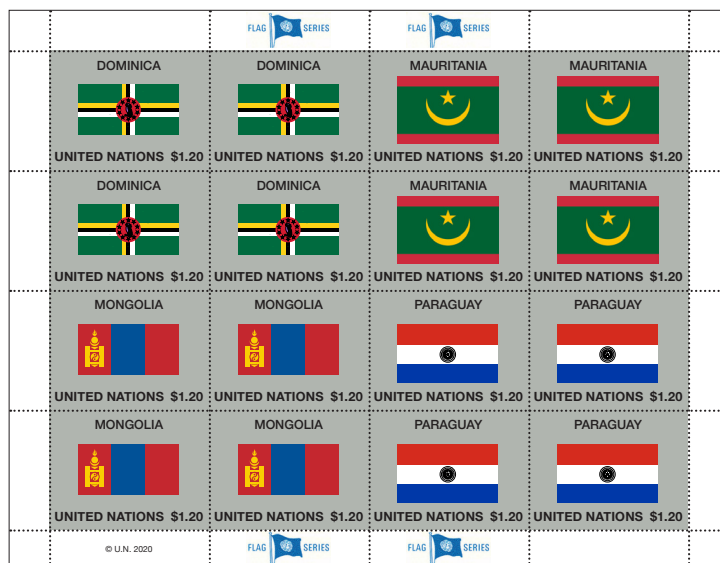 FLAG SERIES FLAG SERIES
DOMINICA DOMINICA MAURITANIA MAURITANIA
UNITED NATIONS $1.20 UNITED NATIONS $1.20 UNITED NATIONS $1.20 UNITED NATIONS $1.20
DOMINICA DOMINICA MAURITANIA MAURITANIA
UNITED NATIONS $1.20 UNITED NATIONS $1.20 UNITED NATIONS $1.20 UNITED NATIONS $1.20
MONGOLIA MONGOLIA PARAGUAY PARAGUAY
UNITED NATIONS $1.20 UNITED NATIONS $1.20 UNITED NATIONS $1.20 UNITED NATIONS $1.20
MONGOLIA MONGOLIA PARAGUAY PARAGUAY
UNITED NATIONS $1.20 UNITED NATIONS $1.20 UNITED NATIONS $1.20 UNITED NATIONS $1.20
© U.N. 2020 FLAG SERIES FLAG SERIES